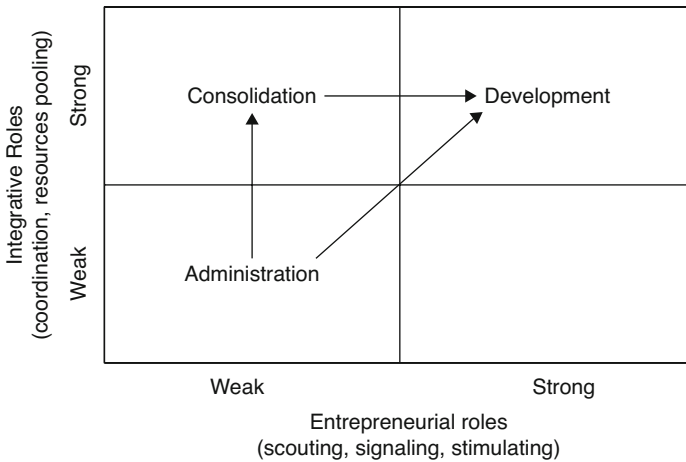 Integrative Roles
(coordination, resources pooling)
Strong
Weak
Consolidation
Development
Administration
Weak
Strong
Entrepreneurial roles
(scouting, signaling, stimulating)